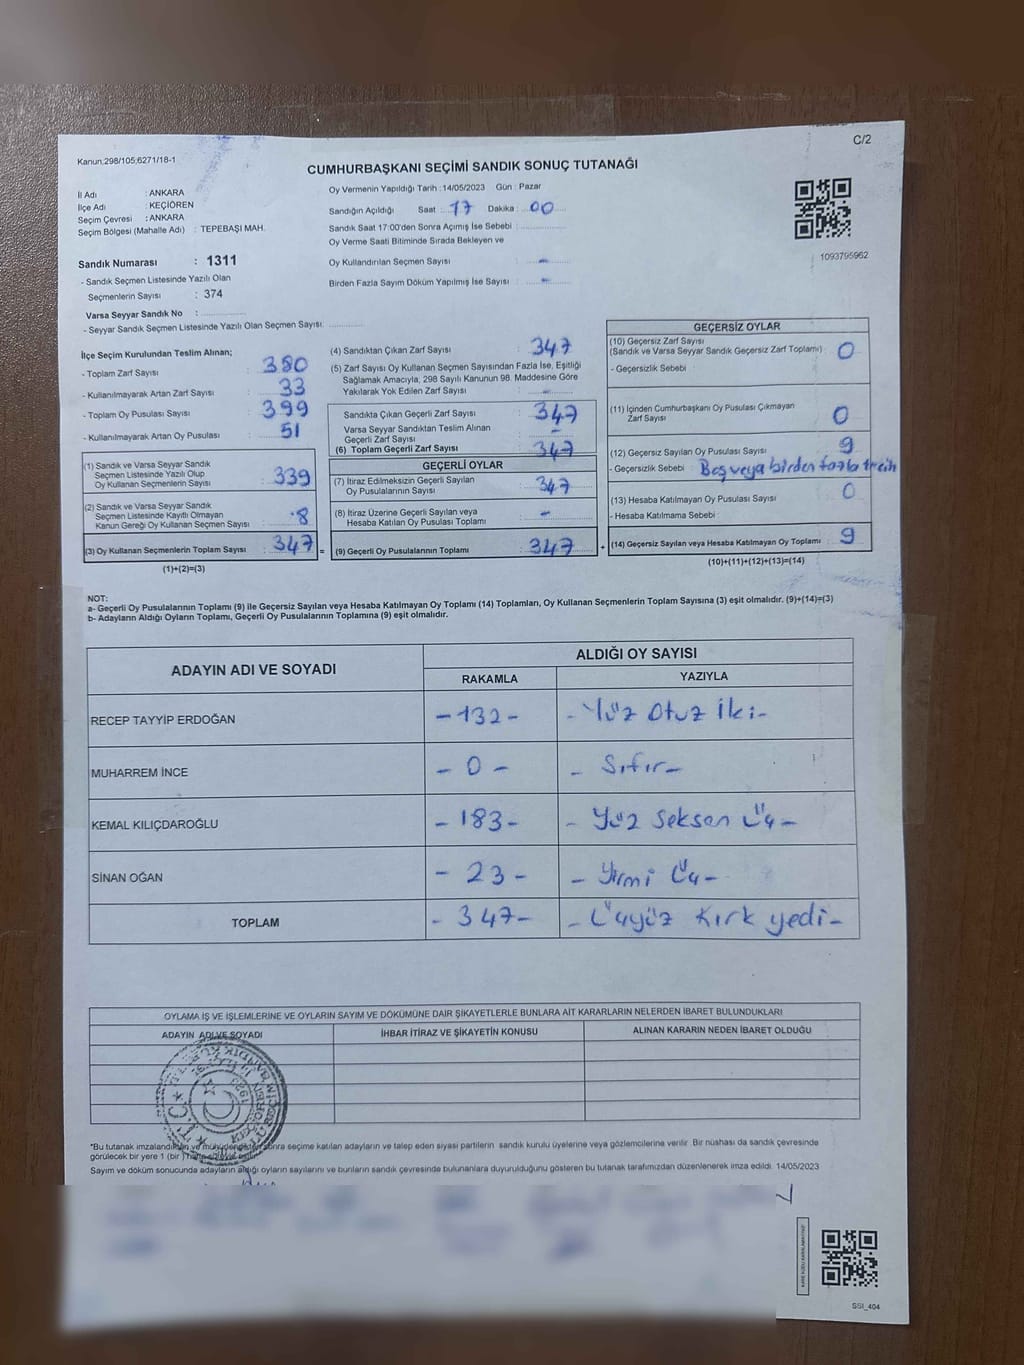 C/2
Kanun:298/105;6271/18-1
CUMHURBAŞKANI SEÇİMİ SANDIK SONUÇ TUTANAĞI
İl Adı : ANKARA
İlçe Adı : KEÇİÖREN
Seçim Çevresi : ANKARA
Seçim Bölgesi (Mahalle Adı) : TEPEBAŞI MAH.
Sandık Numarası : 1311
- Sandık Seçmen Listesinde Yazılı Olan
Seçmenlerin Sayısı : 374
Varsa Seyyar Sandık No :
- Seyyar Sandık Seçmen Listesinde Yazılı Olan Seçmen Sayısı:
Oy Vermenin Yapıldığı Tarih : 14/05/2023 Gün : Pazar
Sandığın Açıldığı Saat : 17 Dakika : 00
Sandık Saat 17:00'den Sonra Açımış İse Sebebi :
Oy Verme Saati Bitiminde Sırada Bekleyen ve
Oy Kullandırılan Seçmen Sayısı : -
Birden Fazla Sayım Döküm Yapılmış İse Sayısı : -
1093795962
İlçe Seçim Kurulundan Teslim Alınan;
- Toplam Zarf Sayısı : 380
- Kullanılmayarak Artan Zarf Sayısı : 33
- Toplam Oy Pusulası Sayısı : 399
- Kullanılmayarak Artan Oy Pusulası : 51
(1) Sandık ve Varsa Seyyar Sandık
Seçmen Listesinde Yazılı Olup
Oy Kullanan Seçmenlerin Sayısı : 339
(2) Sandık ve Varsa Seyyar Sandık
Seçmen Listesinde Kayıtlı Olmayan
Kanun Gereği Oy Kullanan Seçmen Sayısı : 8
(3) Oy Kullanan Seçmenlerin Toplam Sayısı : 347 =
(1)+(2)=(3)
(4) Sandıktan Çıkan Zarf Sayısı : 347
(5) Zarf Sayısı Oy Kullanan Seçmen Sayısından Fazla İse, Eşitliği
Sağlamak Amacıyla; 298 Sayılı Kanunun 98. Maddesine Göre
Yakılarak Yok Edilen Zarf Sayısı : -
Sandıkta Çıkan Geçerli Zarf Sayısı : 347
Varsa Seyyar Sandıktan Teslim Alınan
Geçerli Zarf Sayısı : -
(6) Toplam Geçerli Zarf Sayısı : 347
GEÇERLİ OYLAR
(7) İtiraz Edilmeksizin Geçerli Sayılan
Oy Pusulalarının Sayısı : 347
(8) İtiraz Üzerine Geçerli Sayılan veya
Hesaba Katılan Oy Pusulası Toplamı : -
(9) Geçerli Oy Pusulalarının Toplamı : 347 +
GEÇERSİZ OYLAR
(10) Geçersiz Zarf Sayısı
(Sandık ve Varsa Seyyar Sandık Geçersiz Zarf Toplamı) : 0
- Geçersizlik Sebebi :
(11) İçinden Cumhurbaşkanı Oy Pusulası Çıkmayan
Zarf Sayısı : 0
(12) Geçersiz Sayılan Oy Pusulası Sayısı : 9
- Geçersizlik Sebebi : Boş veya birden fazla tercih
(13) Hesaba Katılmayan Oy Pusulası Sayısı : 0
- Hesaba Katılmama Sebebi :
(14) Geçersiz Sayılan veya Hesaba Katılmayan Oy Toplamı : 9
(10)+(11)+(12)+(13)=(14)
NOT:
a- Geçerli Oy Pusulalarının Toplamı (9) ile Geçersiz Sayılan veya Hesaba Katılmayan Oy Toplamı (14) Toplamları, Oy Kullanan Seçmenlerin Toplam Sayısına (3) eşit olmalıdır. (9)+(14)=(3)
b- Adayların Aldığı Oyların Toplamı, Geçerli Oy Pusulalarının Toplamına (9) eşit olmalıdır.
ADAYIN ADI VE SOYADI
ALDIĞI OY SAYISI
RAKAMLA YAZIYLA
RECEP TAYYİP ERDOĞAN -132- - Yüz Otuz İki-
MUHARREM İNCE - 0 - - Sıfır-
KEMAL KILIÇDAROĞLU - 183- - Yüz Seksen Üç-
SİNAN OĞAN - 23 - - Yirmi Üç-
TOPLAM - 347- - Üçyüz Kırk yedi-
OYLAMA İŞ VE İŞLEMLERİNE VE OYLARIN SAYIM VE DÖKÜMÜNE DAİR ŞİKAYETLERLE BUNLARA AİT KARARLARIN NELERDEN İBARET BULUNDUKLARI
ADAYIN ADI VE SOYADI İHBAR İTİRAZ VE ŞİKAYETİN KONUSU ALINAN KARARIN NEDEN İBARET OLDUĞU
T.C.
*Bu tutanak imzalandıktan ve mühürlendikten sonra seçime katılan adayların ve talep eden siyasi partilerin sandık kurulu üyelerine veya gözlemcilerine verilir. Bir nüshası da sandık çevresinde
görülecek bir yere 1 (bir)
Sayım ve döküm sonucunda adayların aldığı oyların sayılarını ve bunların sandık çevresinde bulunanlara duyurulduğunu gösteren bu tutanak tarafımızdan düzenlenerek imza edildi. 14/05/2023
SSI_404